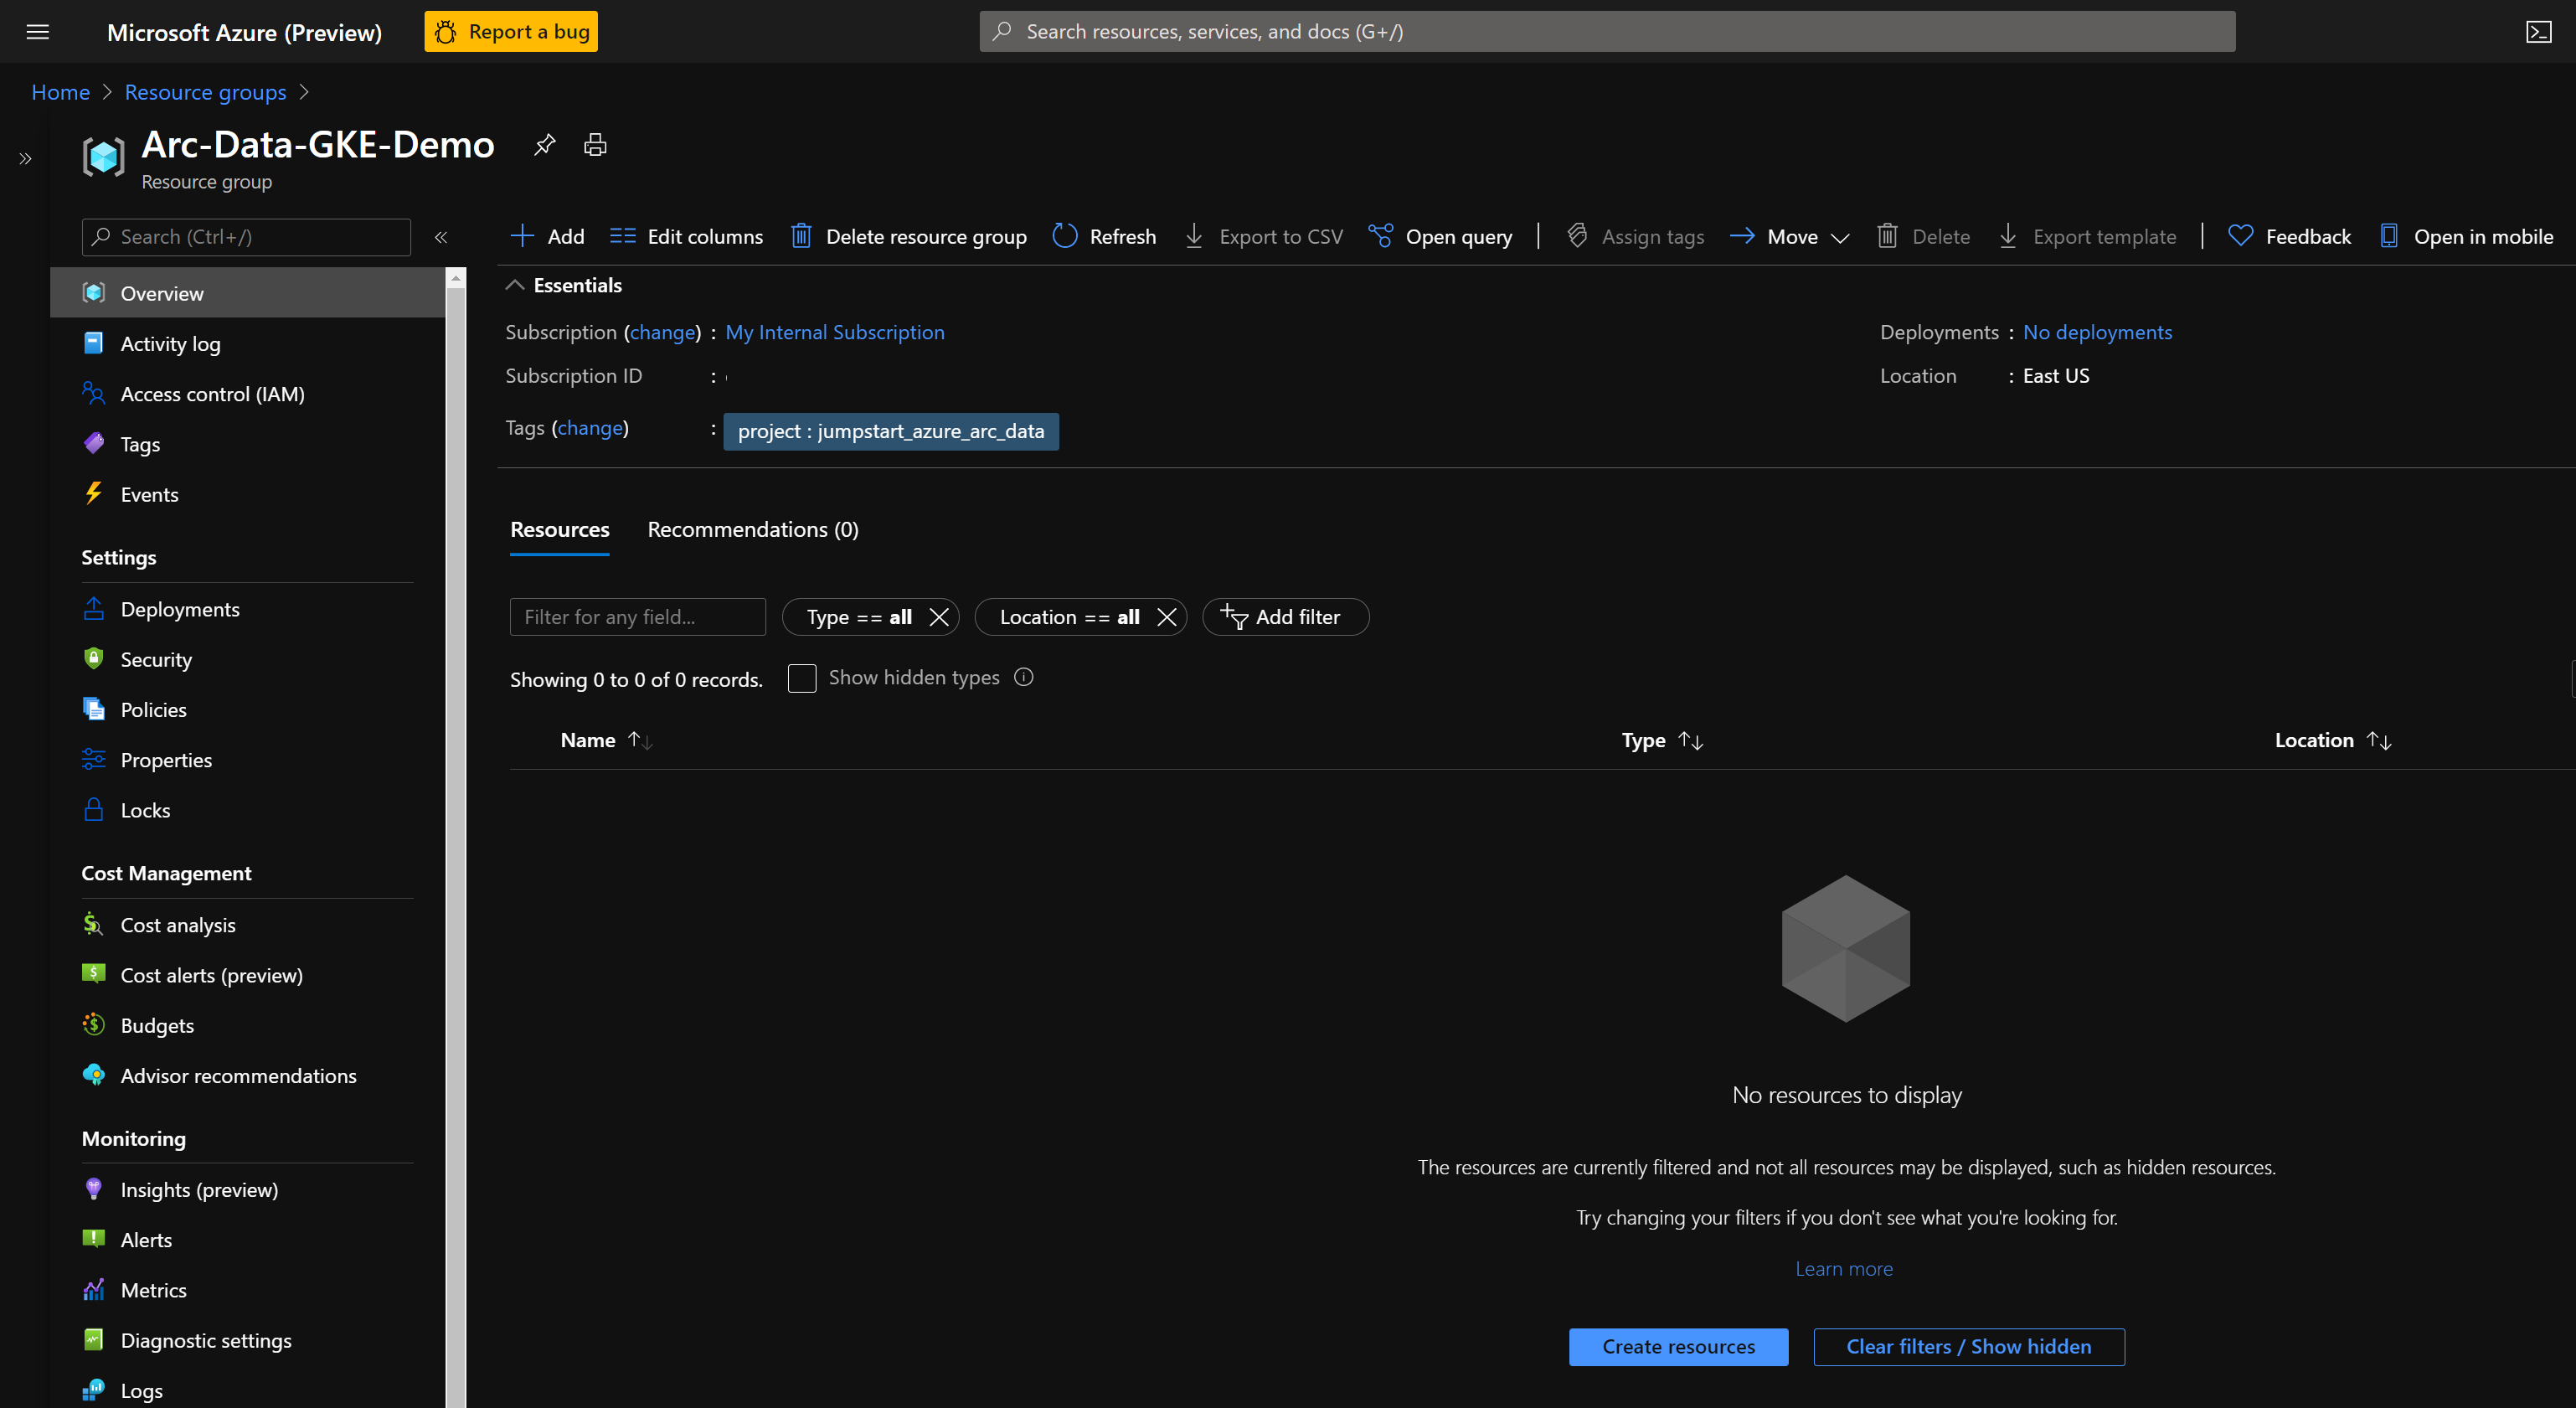 Microsoft Azure (Preview)
Report a bug
Search resources, services, and docs (G+/)
Home
Resource groups
Arc-Data-GKE-Demo
Resource group
Search (Ctrl+/)
Overview
Activity log
Access control (IAM)
Tags
Events
Settings
Deployments
Security
Policies
Properties
Locks
Cost Management
Cost analysis
Cost alerts (preview)
Budgets
Advisor recommendations
Monitoring
Insights (preview)
Alerts
Metrics
Diagnostic settings
Logs
Add
Edit columns
Delete resource group
Refresh
Export to CSV
Open query
Assign tags
Move
Delete
Export template
Feedback
Open in mobile
Essentials
Subscription (change) : My Internal Subscription
Subscription ID :
Tags (change) : project : jumpstart_azure_arc_data
Deployments : No deployments
Location : East US
Resources
Recommendations (0)
Filter for any field...
Type == all
Location == all
Add filter
Showing 0 to 0 of 0 records.
Show hidden types
Name
Type
Location
No resources to display
The resources are currently filtered and not all resources may be displayed, such as hidden resources.
Try changing your filters if you don't see what you're looking for.
Learn more
Create resources
Clear filters / Show hidden